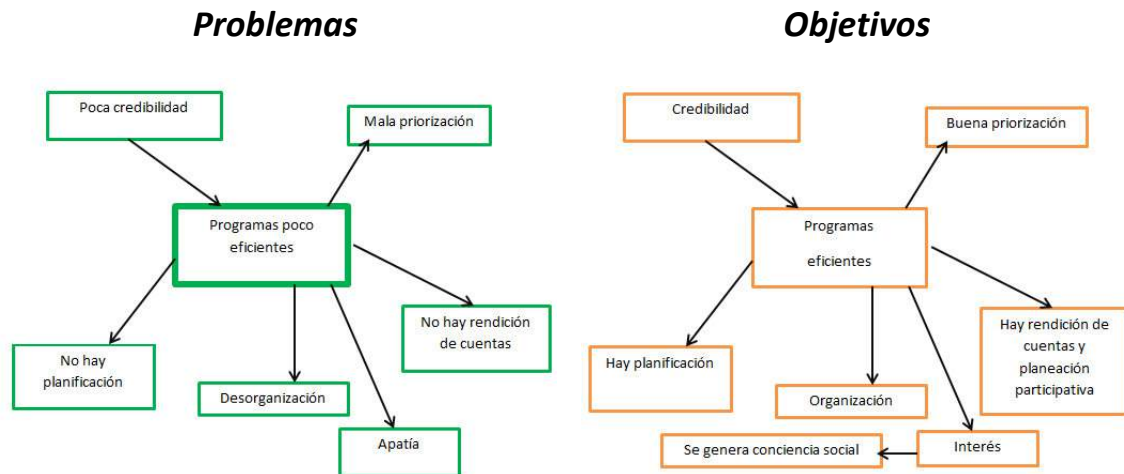 Problemas
Poca credibilidad
Mala priorización
Programas poco
eficientes
No hay rendición
de cuentas
No hay
planificación
Desorganización
Apatía
Objetivos
Credibilidad
Buena priorización
Programas
eficientes
Hay rendición de
cuentas y
planeación
participativa
Hay planificación
Organización
Interés
Se genera conciencia social